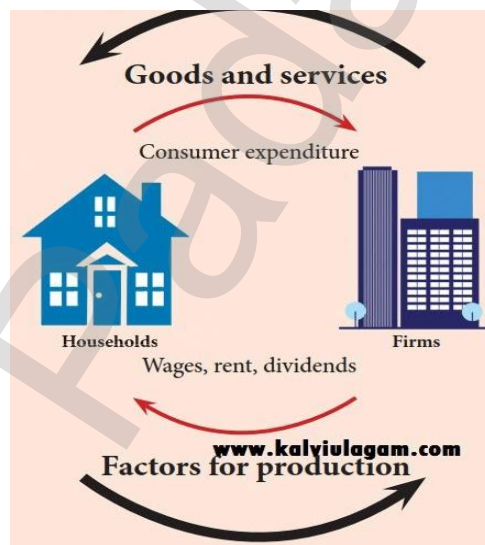 Goods and services
Consumer expenditure
Households
Firms
Wages, rent, dividends
www.kalviulagam.com
Factors for production